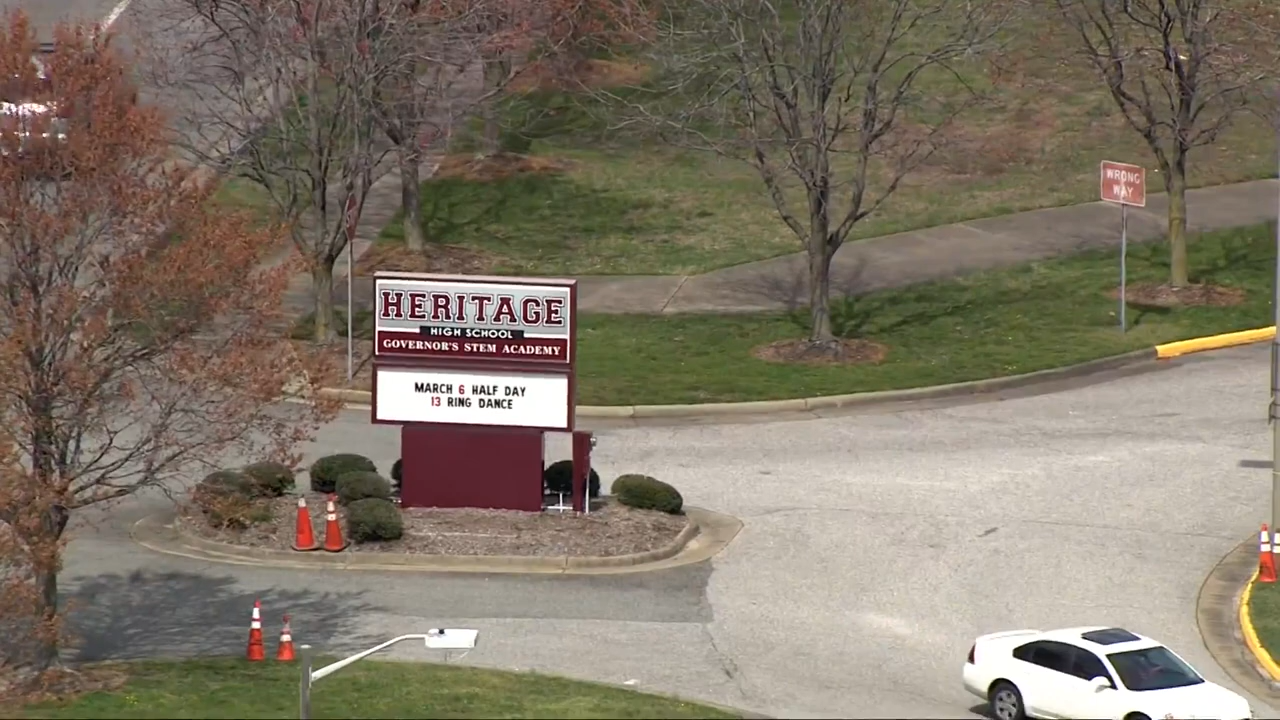 HERITAGE
HIGH SCHOOL
GOVERNOR'S STEM ACADEMY
MARCH 6 HALF DAY
13 RING DANCE
WRONG
WAY